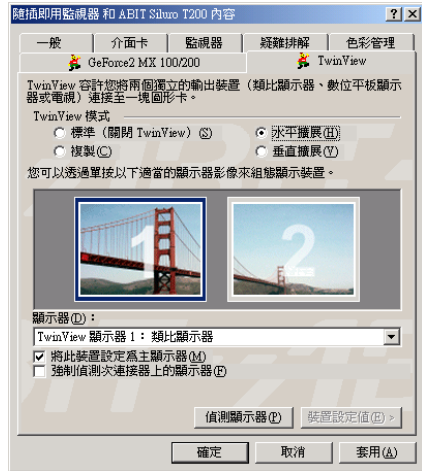 隨插即用監視器 和 ABIT Siluro T200 內容
一般 介面卡 監視器 疑難排解 色彩管理
GeForce2 MX 100/200 TwinView
TwinView 容許您將兩個獨立的輸出裝置（類比顯示器、數位平板顯示
器或電視）連接至一塊圖形卡。
TwinView 模式
標準（關閉 TwinView）(S) 水平擴展(H)
複製(C) 垂直擴展(V)
您可以透過單按以下適當的顯示器影像來組態顯示裝置。
1 2
顯示器(D)：
TwinView 顯示器 1： 類比顯示器
將此裝置設定為主顯示器(M)
強制偵測次連接器上的顯示器(F)
偵測顯示器(P) 裝置設定值(E) >
確定 取消 套用(A)